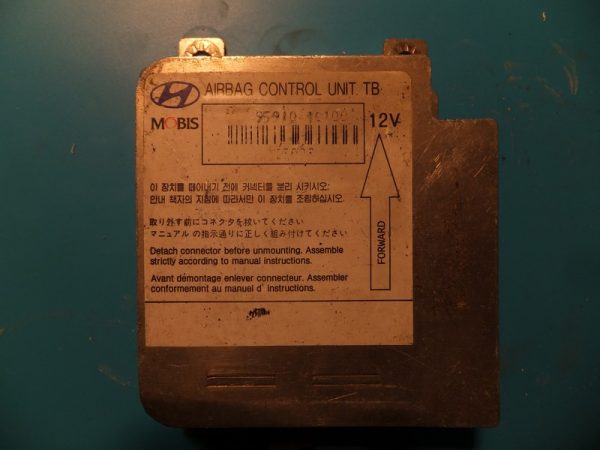 AIRBAG CONTROL UNIT TB
MOBIS
12V
이 장치를 떼어내기 전에 커넥터를 분리 시키시오:
안내 책자의 지침에 따라서만 이 장치를 조립하십시오.
取り外す前にコネクタを抜いてください
マニュアル の指示通りに正しく組み付けてください
Detach connector before unmounting. Assemble
strictly according to manual instructions.
Avant démontage enlever connecteur. Assembler
conformement au manuel d' instructions.
FORWARD